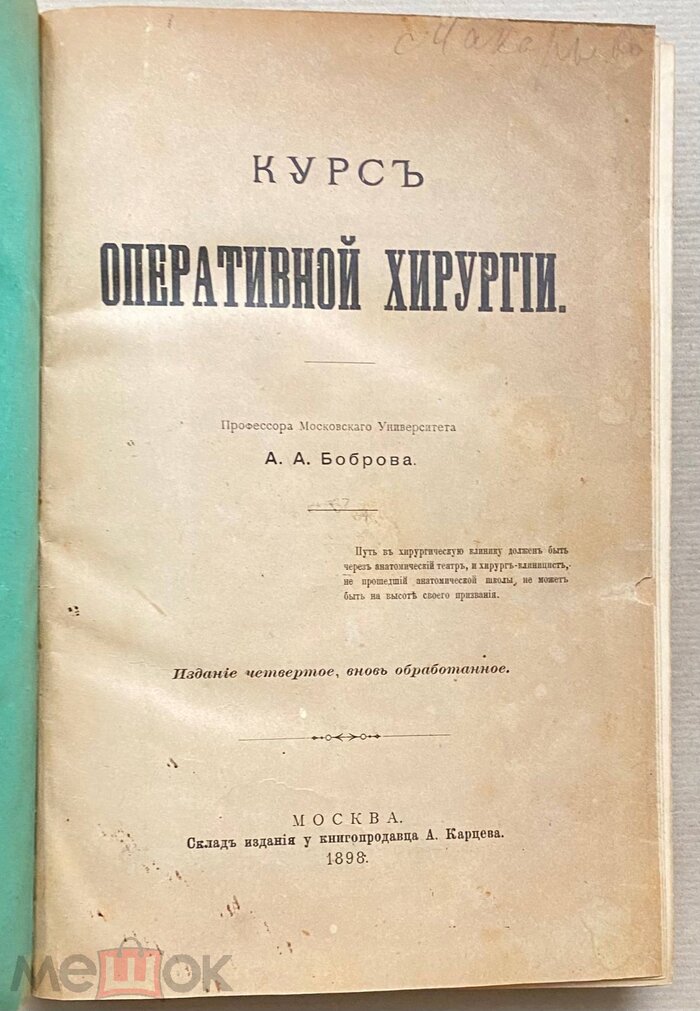 КУРСЪ
ОПЕРАТИВНОЙ ХИРУРГІИ.
Профессора Московскаго Университета
А. А. Боброва.
Путь въ хирургическую клинику долженъ быть
черезъ анатомическій театръ, и хирургъ-клиницистъ,
не прошедшій анатомической школы, не можетъ
быть на высотѣ своего призванія.
Изданіе четвертое, вновь обработанное.
МОСКВА.
Складъ изданія у книгопродавца А. Карцева.
1898.
мешок